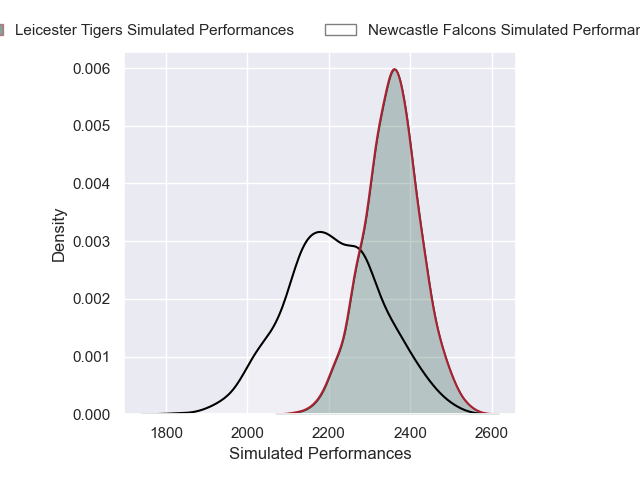 Leicester Tigers Simulated Performances
Newcastle Falcons Simulated
0.006
0.005
0.004
0.003
0.002
0.001
0.000
Density
1800 2000 2200 2400 2600
Simulated Performances